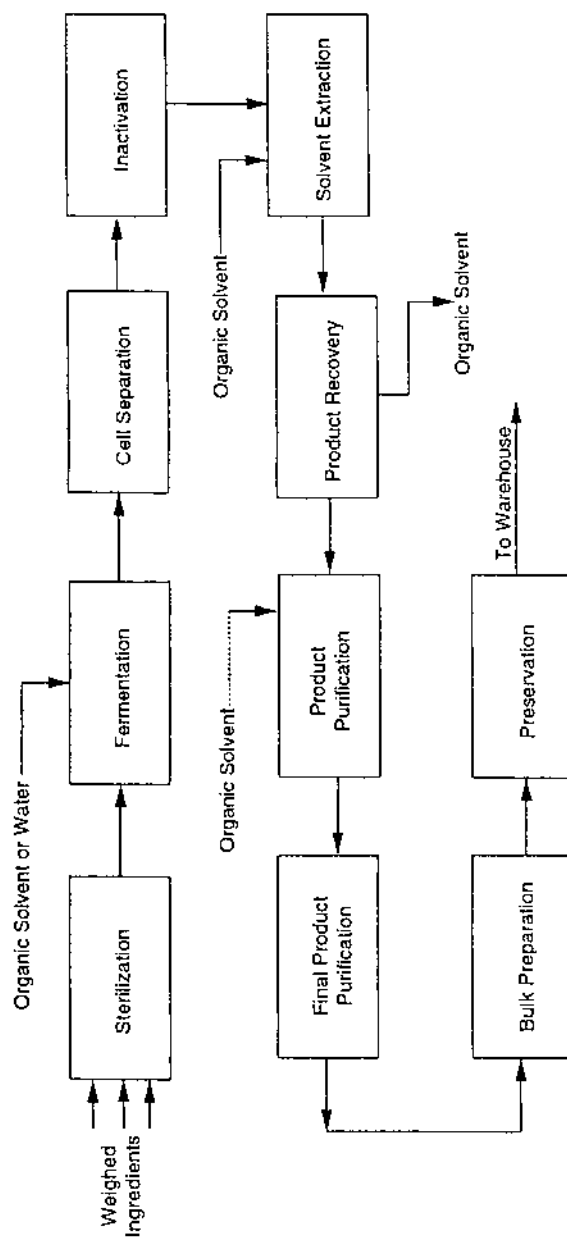 Weighed
Ingredients
Sterilization
Organic Solvent or Water
Fermentation
Cell Separation
Inactivation
Organic Solvent
Solvent Extraction
Product Recovery
Organic Solvent
Organic Solvent
Product
Purification
Final Product
Purification
Bulk Preparation
Preservation
To Warehouse